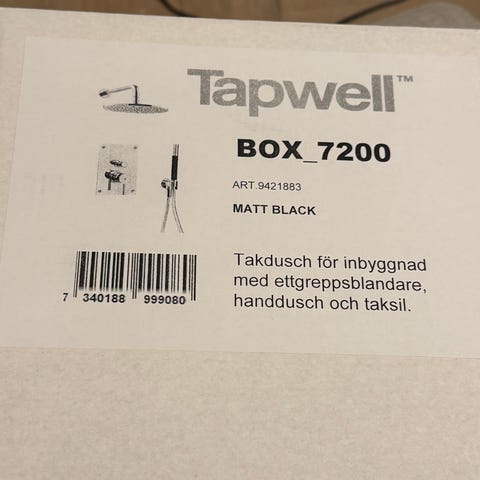 Tapwell™
BOX_7200
ART.9421883
MATT BLACK
Takdusch för inbyggnad
med ettgreppsblandare,
handdusch och taksil.
7 340188 999080